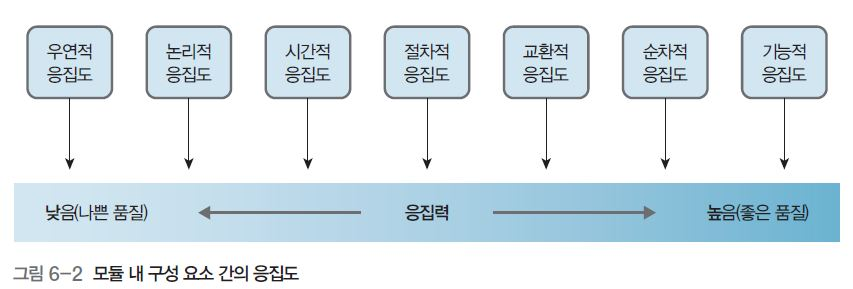 우연적
응집도
논리적
응집도
시간적
응집도
절차적
응집도
교환적
응집도
순차적
응집도
기능적
응집도
낮음(나쁜 품질)
응집력
높음(좋은 품질)
그림 6-2 모듈 내 구성 요소 간의 응집도